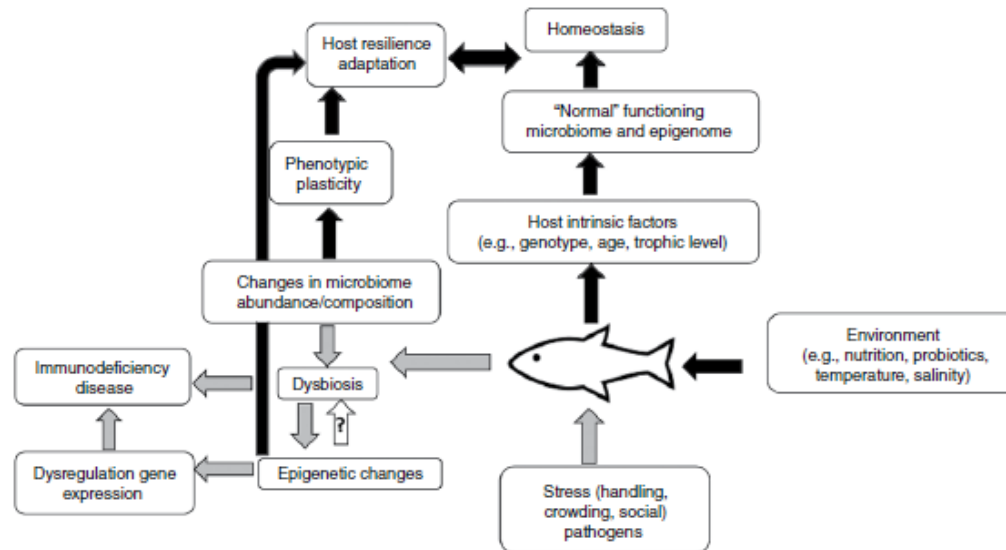 Homeostasis
Host resilience
adaptation
"Normal" functioning
microbiome and epigenome
Phenotypic
plasticity
Host intrinsic factors
(e.g., genotype, age, trophic level)
Changes in microbiome
abundance/composition
Environment
(e.g., nutrition, probiotics,
temperature, salinity)
Immunodeficiency
disease
Dysbiosis
?
Dysregulation gene
expression
Epigenetic changes
Stress (handling,
crowding, social)
pathogens